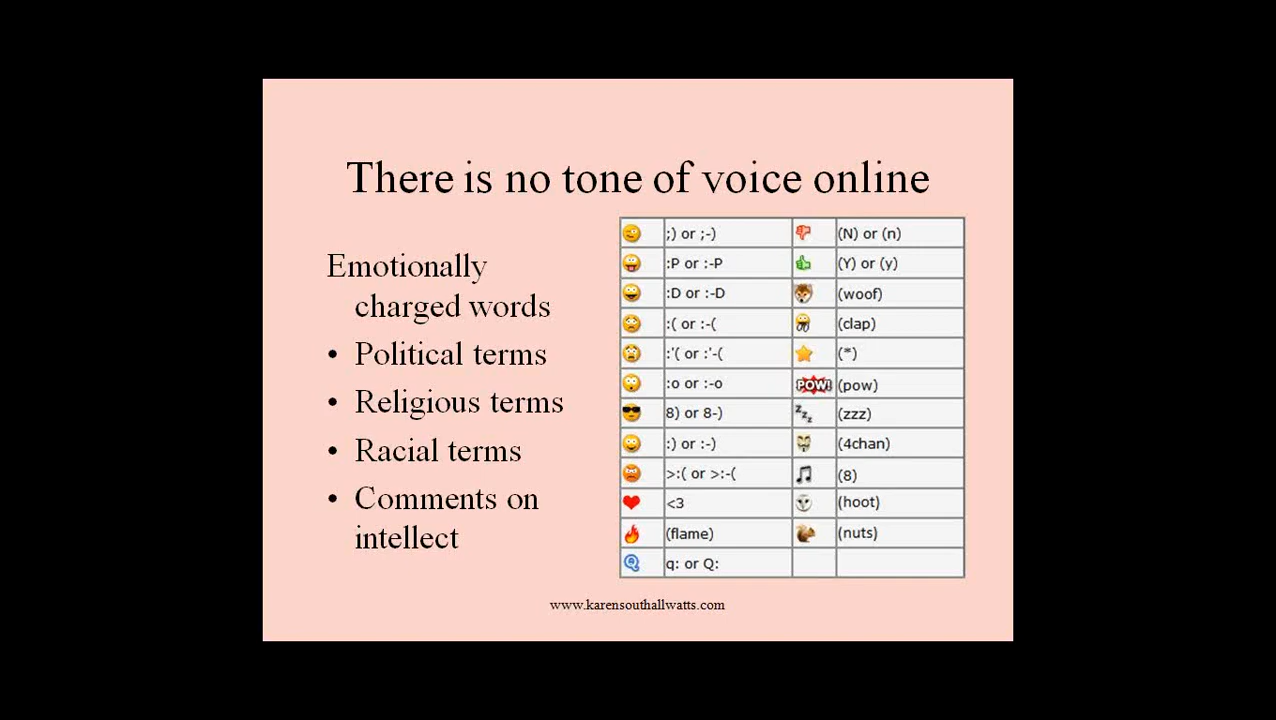 There is no tone of voice online
Emotionally
charged words
• Political terms
• Religious terms
• Racial terms
• Comments on
intellect
;) or ;-) (N) or (n)
:P or :-P (Y) or (y)
:D or :-D (woof)
:( or :-( (clap)
:'( or :'-( (*)
:o or :-o POW! (pow)
8) or 8-) zzz (zzz)
:) or :-) (4chan)
>:( or >:-( (8)
<3 (hoot)
(flame) (nuts)
Q q: or Q:
www.karensouthallwatts.com